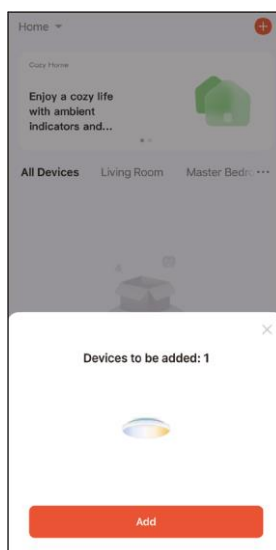 Home
Cozy Home
Enjoy a cozy life
with ambient
indicators and...
All Devices Living Room Master Bedro ...
Devices to be added: 1
Add